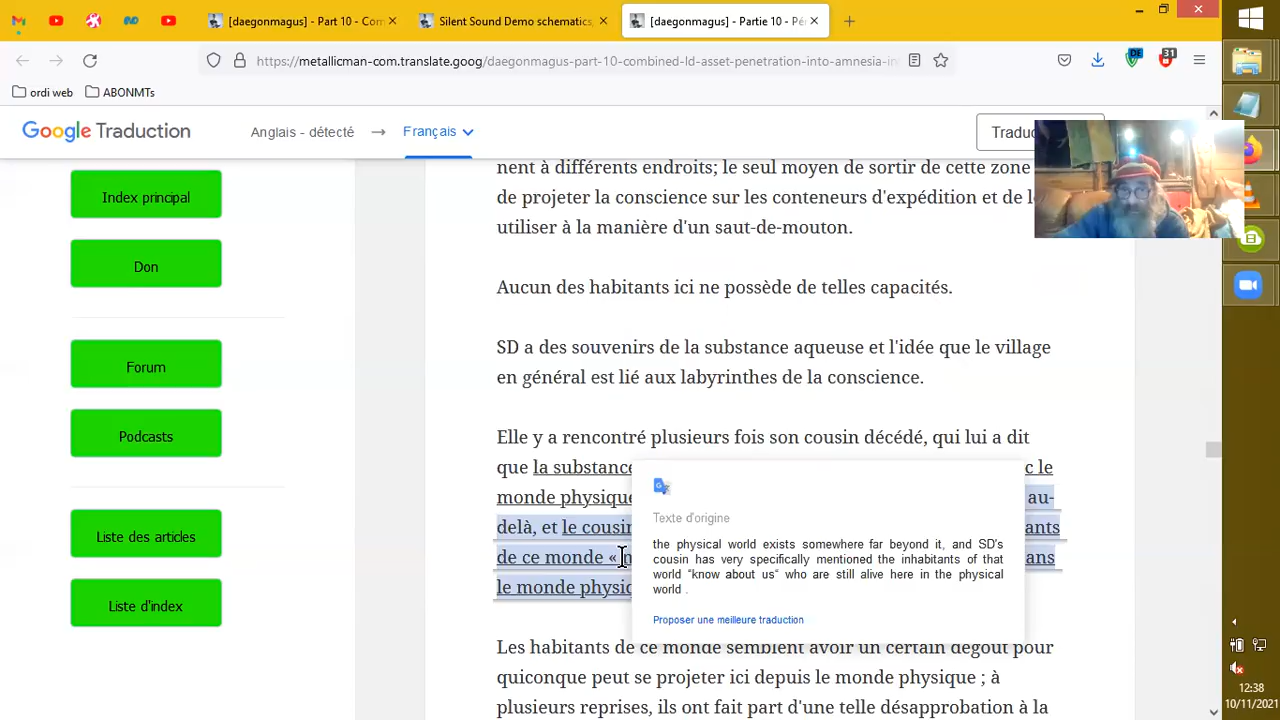 [daegonmagus] - Part 10 - Com
Silent Sound Demo schematics,
[daegonmagus] - Partie 10 - Pé
https://metallicman-com.translate.goog/daegonmagus-part-10-combined-ld-asset-penetration-into-amnesia-in
DE
31
ordi web
ABONMTs
Google Traduction
Anglais - détecté
Français
Traduc
Index principal
Don
Forum
Podcasts
Liste des articles
Liste d'index
nent à différents endroits; le seul moyen de sortir de cette zone
de projeter la conscience sur les conteneurs d'expédition et de l
utiliser à la manière d'un saut-de-mouton.
Aucun des habitants ici ne possède de telles capacités.
SD a des souvenirs de la substance aqueuse et l'idée que le village
en général est lié aux labyrinthes de la conscience.
Elle y a rencontré plusieurs fois son cousin décédé, qui lui a dit
que la substance c le
monde physique au-
delà, et le cousin ants
de ce monde « ans
le monde physiq
Texte d'origine
the physical world exists somewhere far beyond it, and SD's
cousin has very specifically mentioned the inhabitants of that
world “know about us“ who are still alive here in the physical
world .
Proposer une meilleure traduction
Les habitants de ce monde semblent avoir un certain dégoût pour
quiconque peut se projeter ici depuis le monde physique ; à
plusieurs reprises, ils ont fait part d'une telle désapprobation à la
12:38
10/11/2021